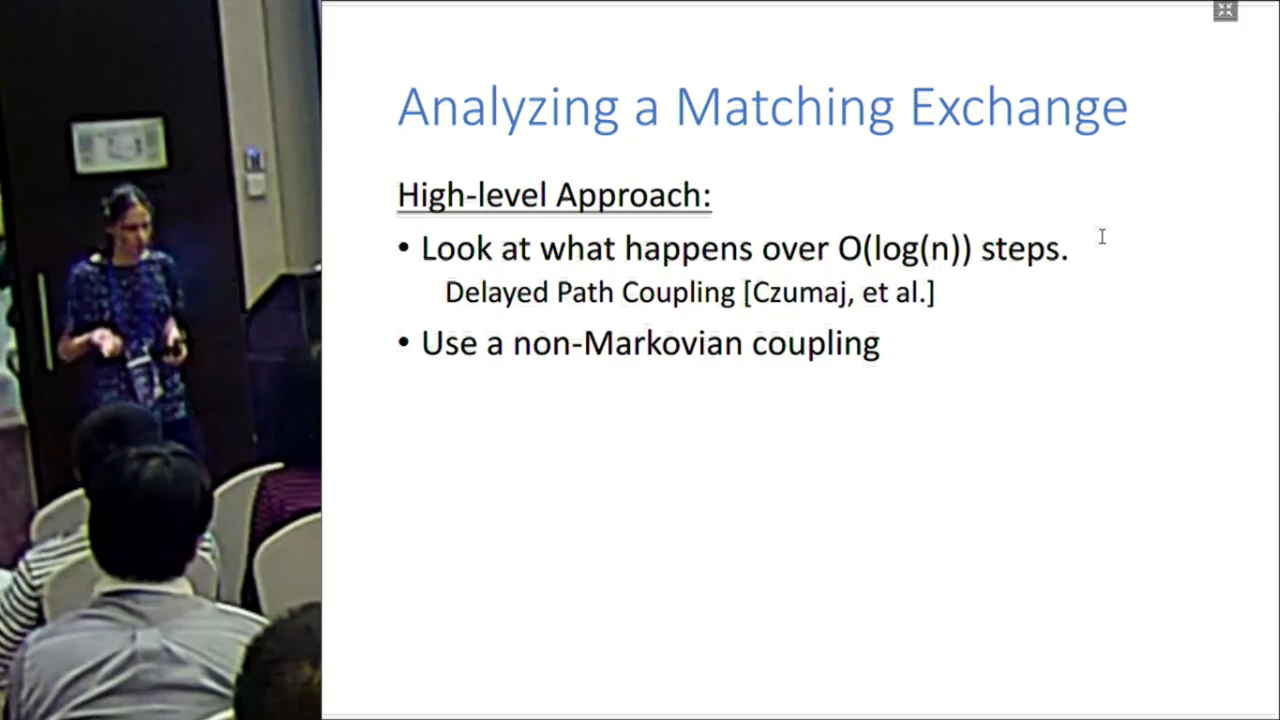 Analyzing a Matching Exchange
High-level Approach:
• Look at what happens over O(log(n)) steps.
Delayed Path Coupling [Czumaj, et al.]
• Use a non-Markovian coupling